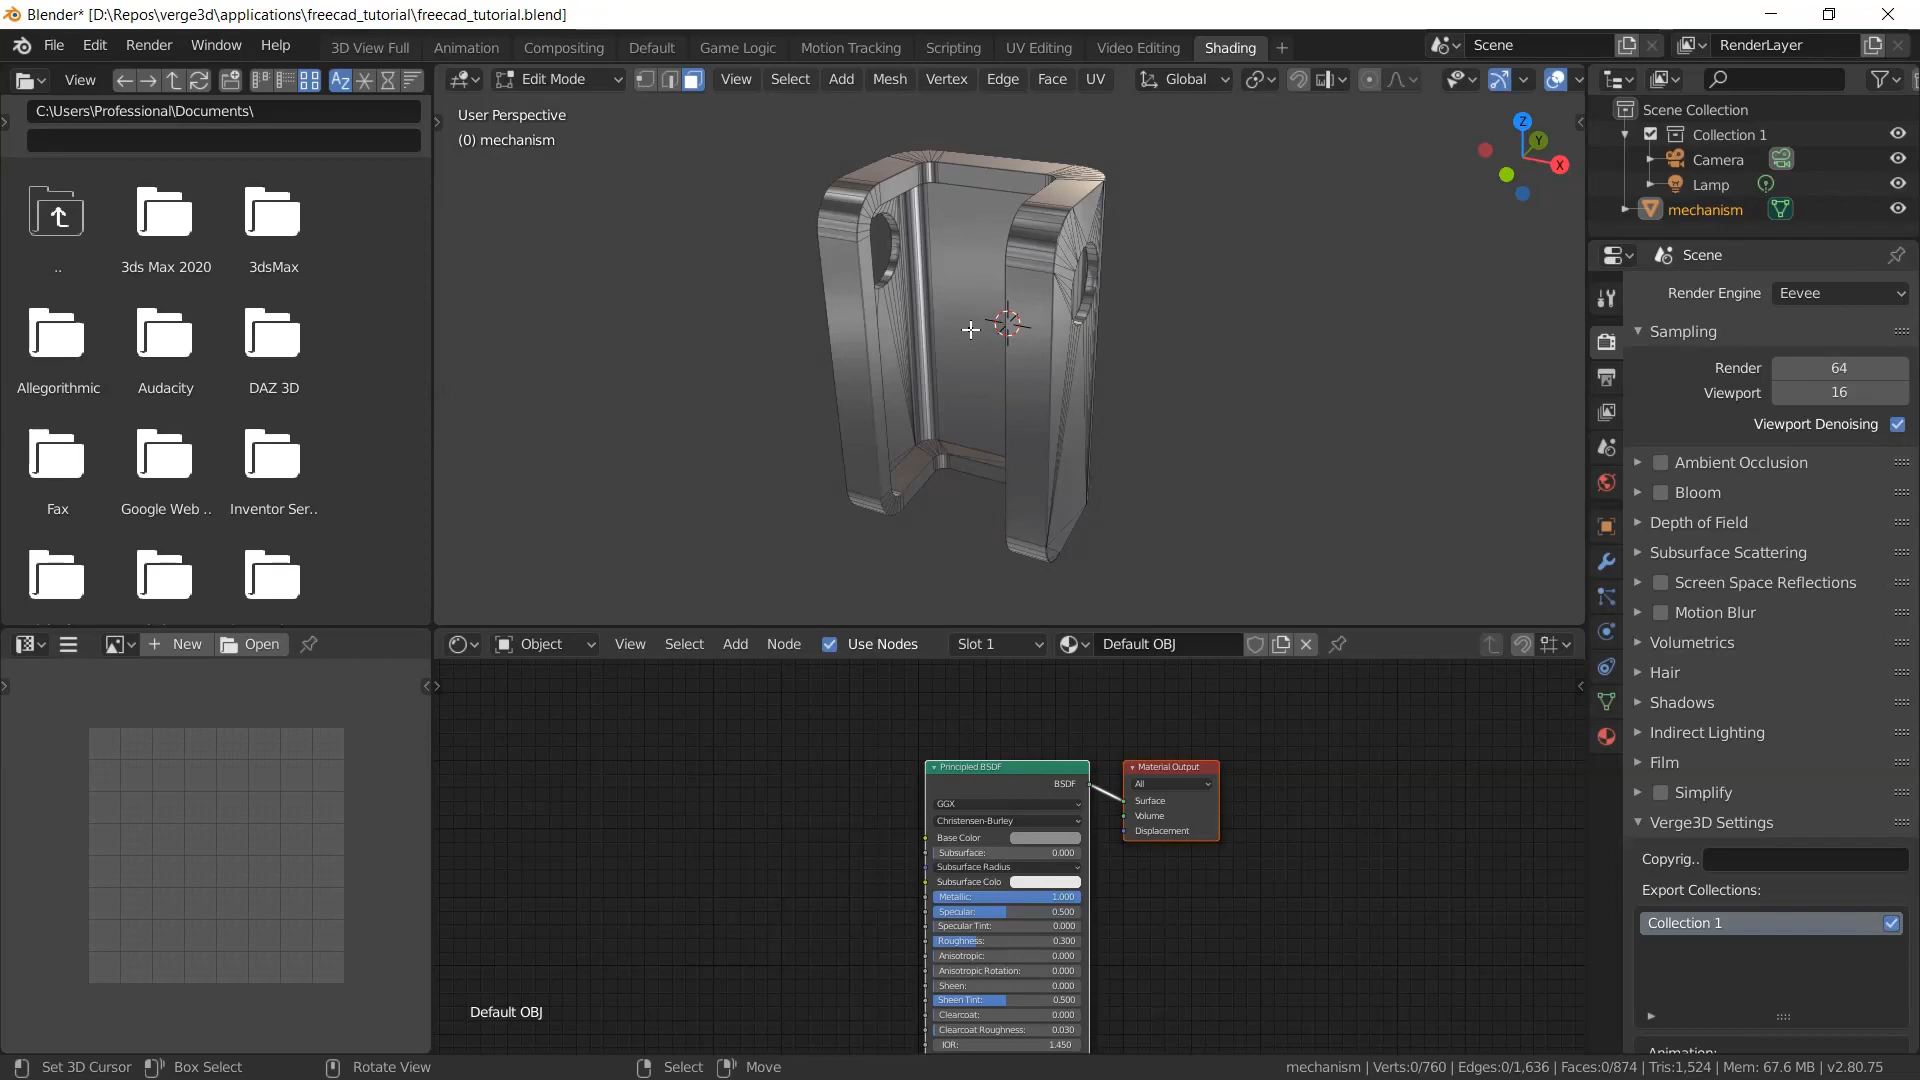 Blender* [D:\Repos\verge3d\applications\freecad_tutorial\freecad_tutorial.blend]
File Edit Render Window Help 3D View Full Animation Compositing Default Game Logic Motion Tracking Scripting UV Editing Video Editing Shading + Scene RenderLayer
View
Edit Mode View Select Add Mesh Vertex Edge Face UV Global
C:\Users\Professional\Documents\
..
3ds Max 2020
3dsMax
Allegorithmic
Audacity
DAZ 3D
Fax
Google Web ..
Inventor Ser..
User Perspective
(0) mechanism
Z
Y
X
Scene Collection
Collection 1
Camera
Lamp
mechanism
Scene
Render Engine Eevee
Sampling
Render 64
Viewport 16
Viewport Denoising
Ambient Occlusion
Bloom
Depth of Field
Subsurface Scattering
Screen Space Reflections
Motion Blur
Volumetrics
Hair
Shadows
Indirect Lighting
Film
Simplify
Verge3D Settings
Copyrig..
Export Collections:
Collection 1
New Open
Object View Select Add Node Use Nodes Slot 1 Default OBJ
Principled BSDF
BSDF
GGX
Christensen-Burley
Base Color
Subsurface: 0.000
Subsurface Radius
Subsurface Colo
Metallic: 1.000
Specular: 0.500
Specular Tint: 0.000
Roughness: 0.300
Anisotropic: 0.000
Anisotropic Rotation: 0.000
Sheen: 0.000
Sheen Tint: 0.500
Clearcoat: 0.000
Clearcoat Roughness: 0.030
IOR: 1.450
Material Output
All
Surface
Volume
Displacement
Default OBJ
Set 3D Cursor Box Select Rotate View Select Move
mechanism | Verts:0/760 | Edges:0/1,636 | Faces:0/874 | Tris:1,524 | Mem: 67.6 MB | v2.80.75